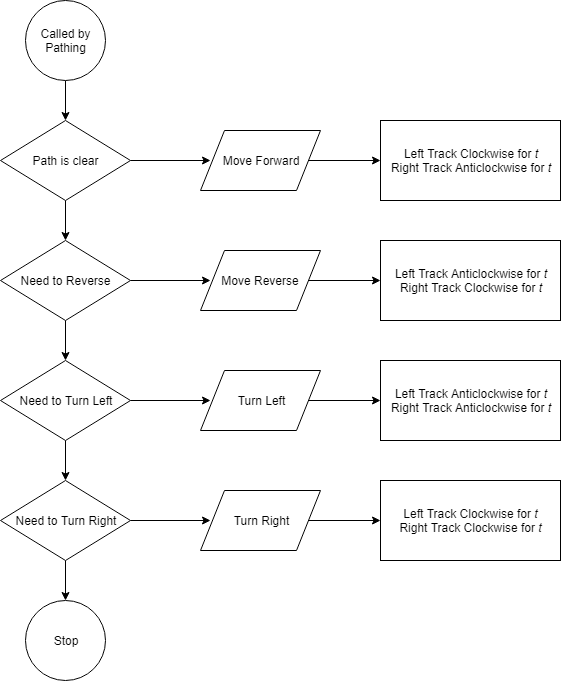 Called by
Pathing
Path is clear
Move Forward
Left Track Clockwise for t
Right Track Anticlockwise for t
Need to Reverse
Move Reverse
Left Track Anticlockwise for t
Right Track Clockwise for t
Need to Turn Left
Turn Left
Left Track Anticlockwise for t
Right Track Anticlockwise for t
Need to Turn Right
Turn Right
Left Track Clockwise for t
Right Track Clockwise for t
Stop